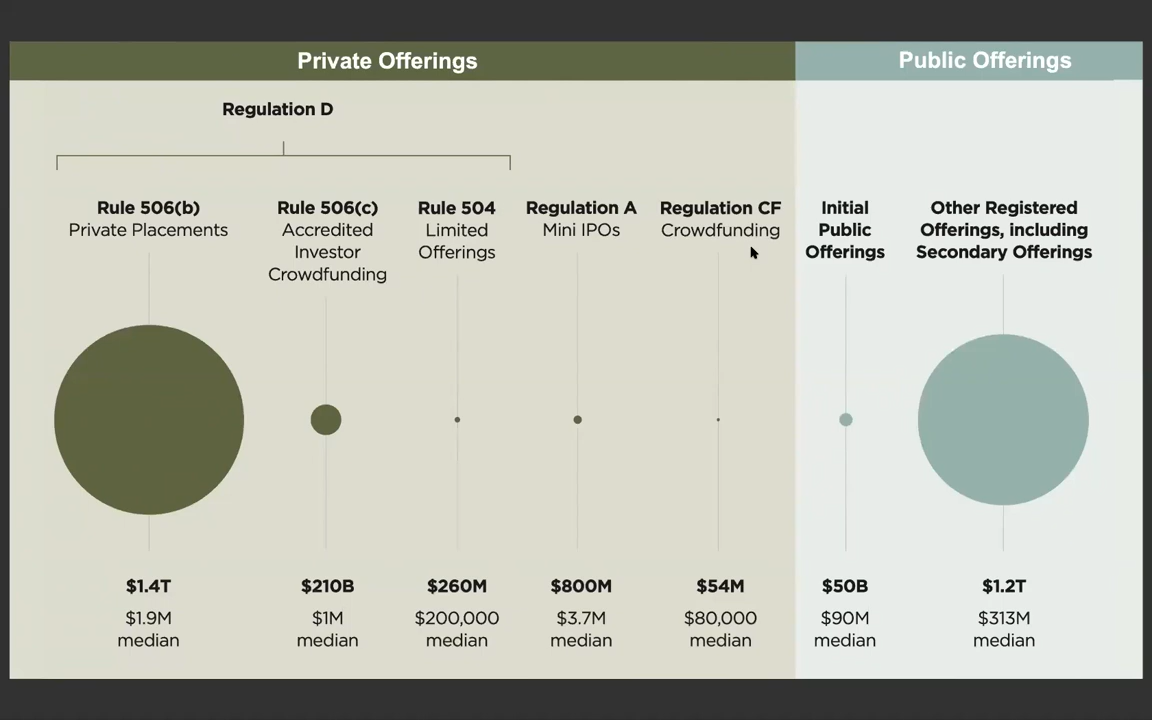 Private Offerings
Public Offerings
Regulation D
Rule 506(b)
Private Placements
Rule 506(c)
Accredited
Investor
Crowdfunding
Rule 504
Limited
Offerings
Regulation A
Mini IPOs
Regulation CF
Crowdfunding
Initial
Public
Offerings
Other Registered
Offerings, including
Secondary Offerings
$1.4T
$1.9M
median
$210B
$1M
median
$260M
$200,000
median
$800M
$3.7M
median
$54M
$80,000
median
$50B
$90M
median
$1.2T
$313M
median